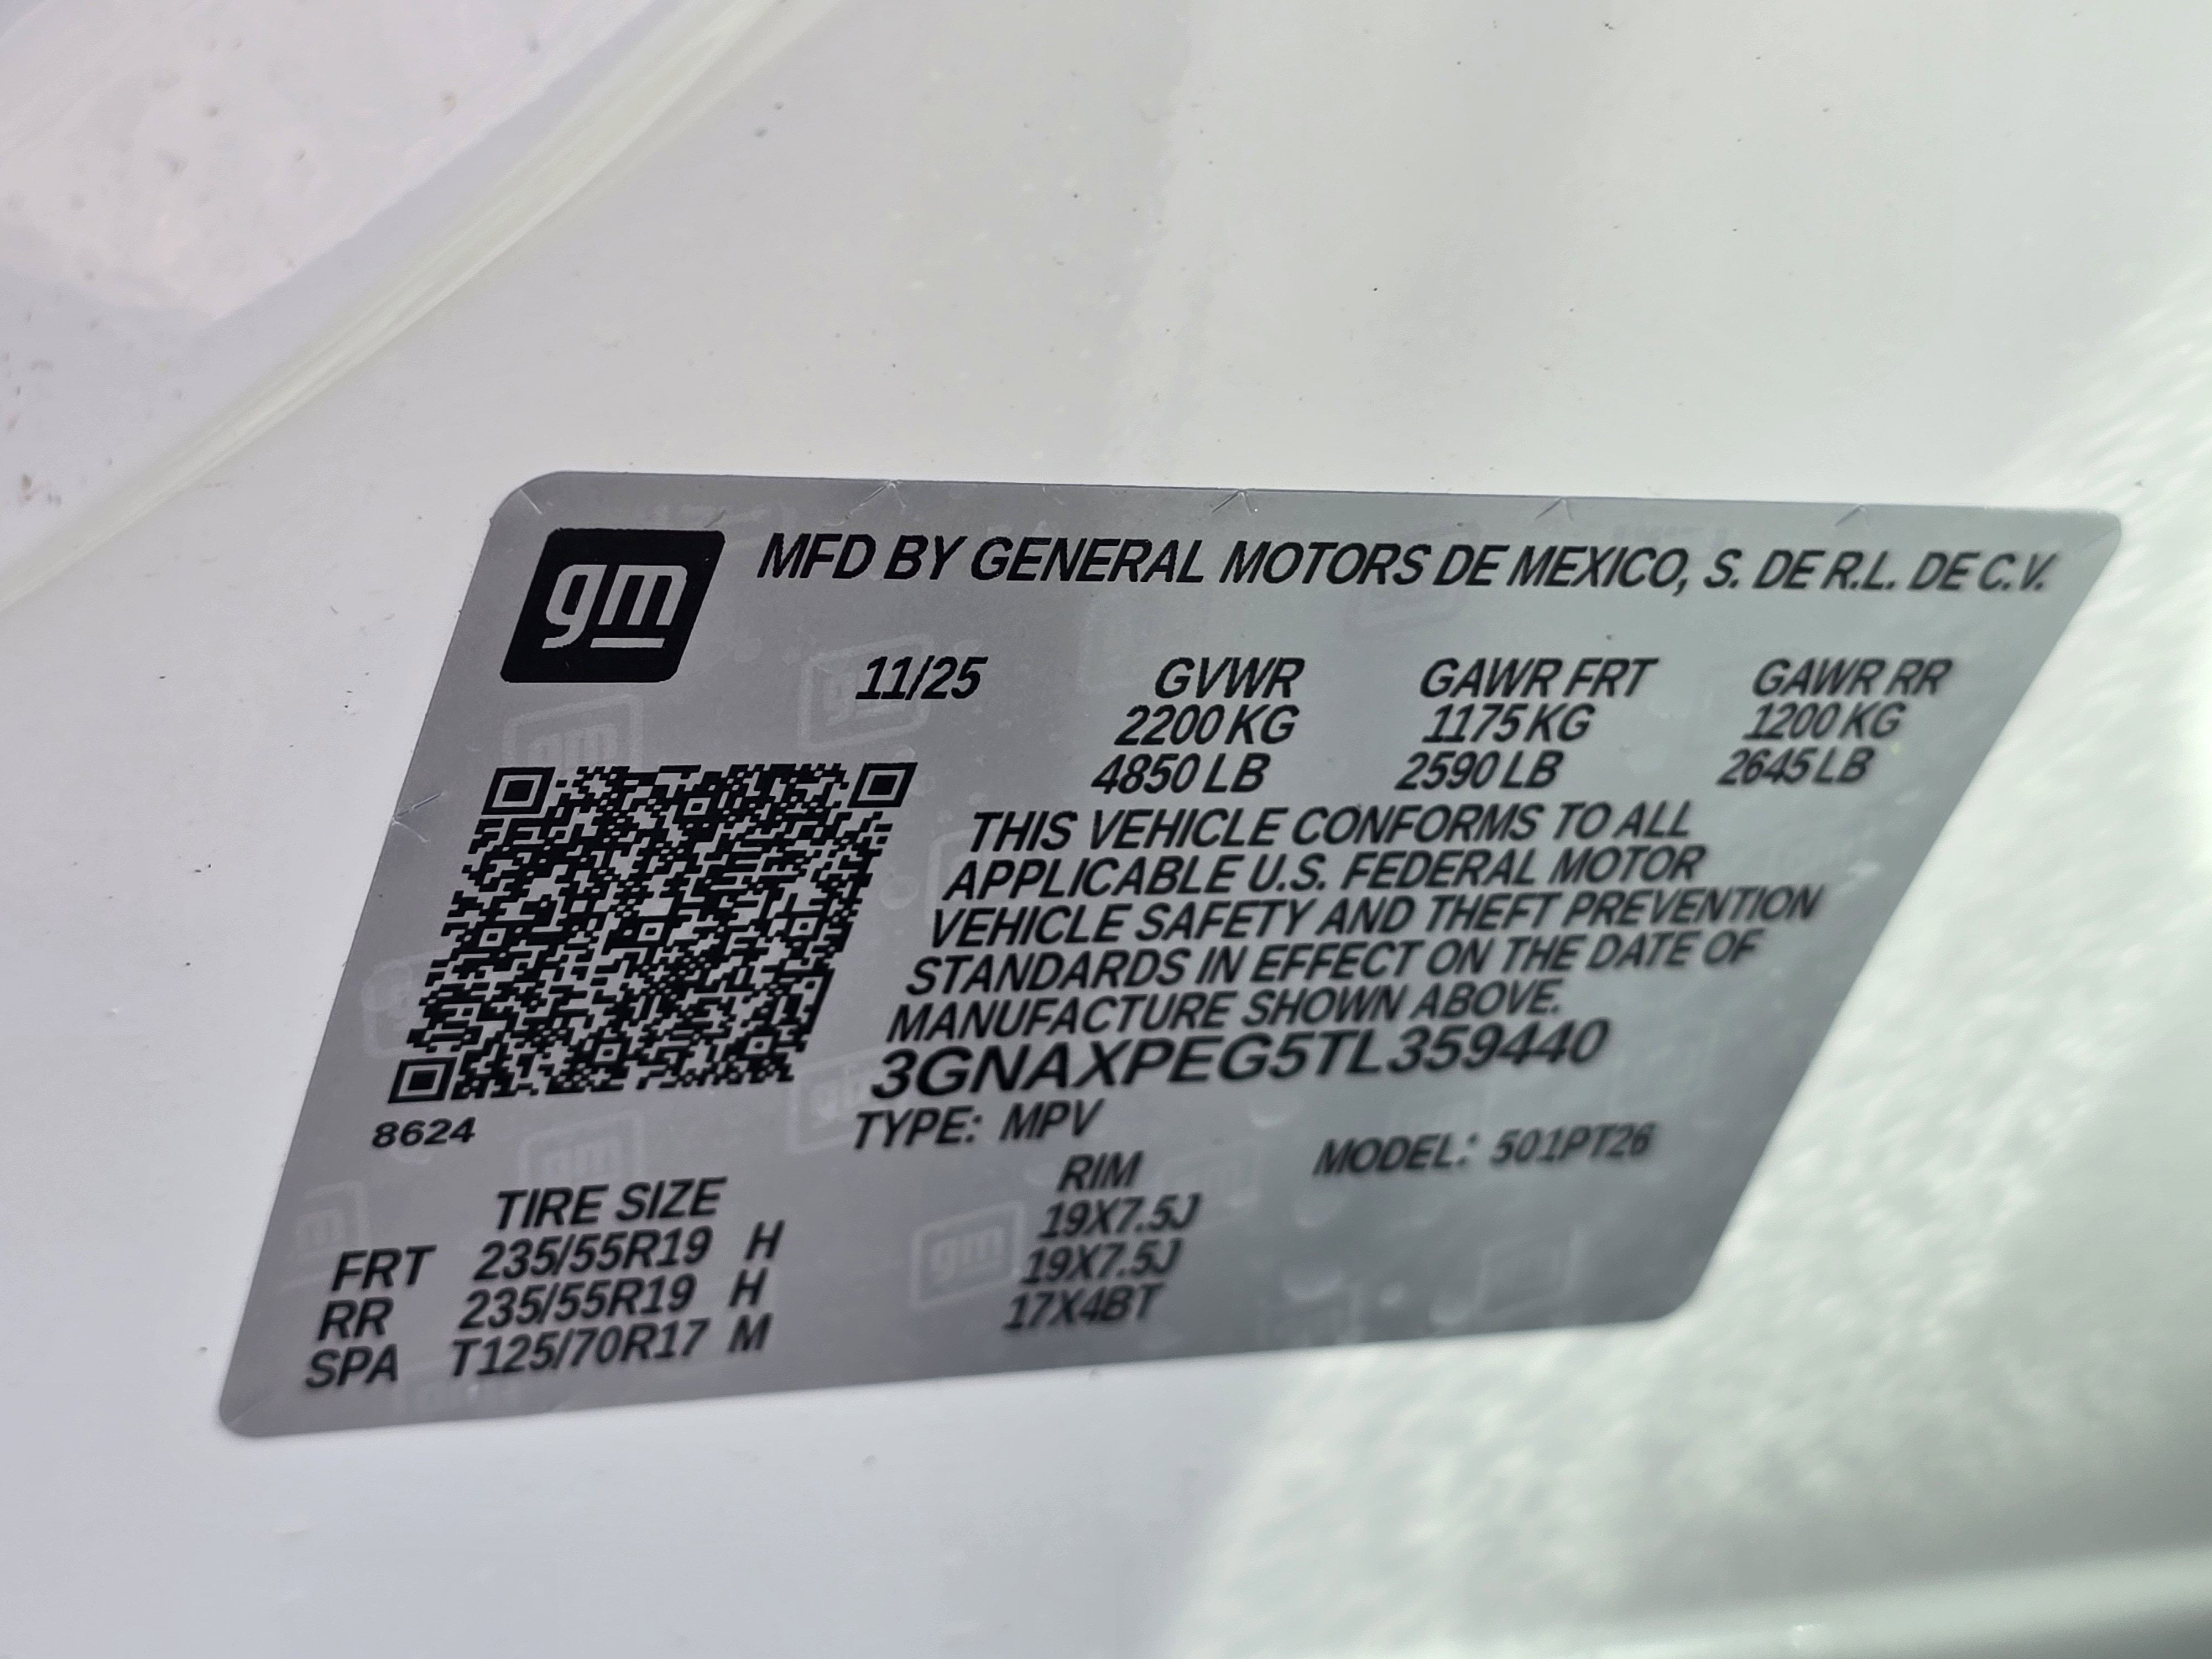 gm
MFD BY GENERAL MOTORS DE MEXICO, S. DE R.L. DE C.V.
11/25 GVWR GAWR FRT GAWR RR
2200 KG 1175 KG 1200 KG
4850 LB 2590 LB 2645 LB
THIS VEHICLE CONFORMS TO ALL
APPLICABLE U.S. FEDERAL MOTOR
VEHICLE SAFETY AND THEFT PREVENTION
STANDARDS IN EFFECT ON THE DATE OF
MANUFACTURE SHOWN ABOVE.
3GNAXPEG5TL359440
8624 TYPE: MPV MODEL: 501PT26
TIRE SIZE RIM
FRT 235/55R19 H 19X7.5J
RR 235/55R19 H 19X7.5J
SPA T125/70R17 M 17X4BT